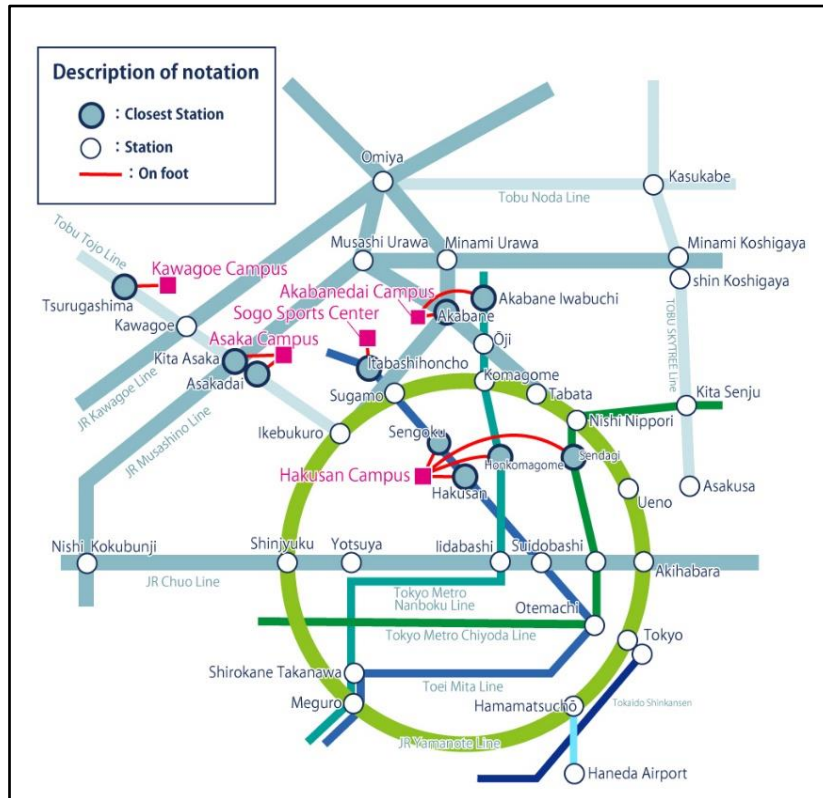 Description of notation
: Closest Station
: Station
: On foot
Omiya
Kasukabe
Tobu Noda Line
Tobu Tojo Line
Musashi Urawa
Minami Urawa
Minami Koshigaya
Kawagoe Campus
shin Koshigaya
Tsurugashima
Akabanedai Campus
Akabane Iwabuchi
Akabane
Sogo Sports Center
TOBU SKYTREE Line
Kawagoe
Asaka Campus
Ōji
Kita Asaka
Itabashihoncho
Asakadai
Komagome
JR Kawagoe Line
Sugamo
Tabata
Kita Senju
Nishi Nippori
JR Musashino Line
Ikebukuro
Sengoku
Honkomagome
Sendagi
Hakusan Campus
Hakusan
Asakusa
Ueno
Nishi Kokubunji
Shinjyuku
Yotsuya
Iidabashi
Suidobashi
Akihabara
JR Chuo Line
Tokyo Metro
Nanboku Line
Otemachi
Tokyo Metro Chiyoda Line
Tokyo
Shirokane Takanawa
Toei Mita Line
Meguro
Hamamatsuchō
Tokaido Shinkansen
JR Yamanote Line
Haneda Airport